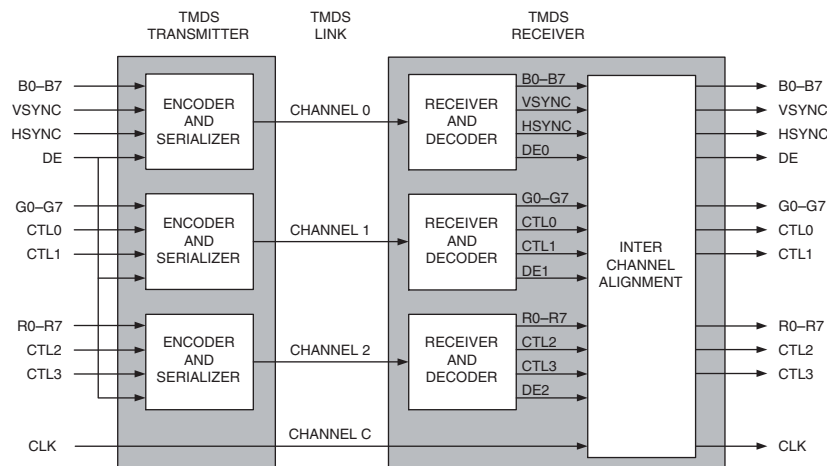 TMDS
TRANSMITTER
TMDS
LINK
TMDS
RECEIVER
B0–B7
VSYNC
HSYNC
DE
G0–G7
CTL0
CTL1
R0–R7
CTL2
CTL3
CLK
ENCODER
AND
SERIALIZER
ENCODER
AND
SERIALIZER
ENCODER
AND
SERIALIZER
CHANNEL 0
CHANNEL 1
CHANNEL 2
CHANNEL C
RECEIVER
AND
DECODER
RECEIVER
AND
DECODER
RECEIVER
AND
DECODER
B0–B7
VSYNC
HSYNC
DE0
G0–G7
CTL0
CTL1
DE1
R0–R7
CTL2
CTL3
DE2
INTER
CHANNEL
ALIGNMENT
B0–B7
VSYNC
HSYNC
DE
G0–G7
CTL0
CTL1
R0–R7
CTL2
CTL3
CLK